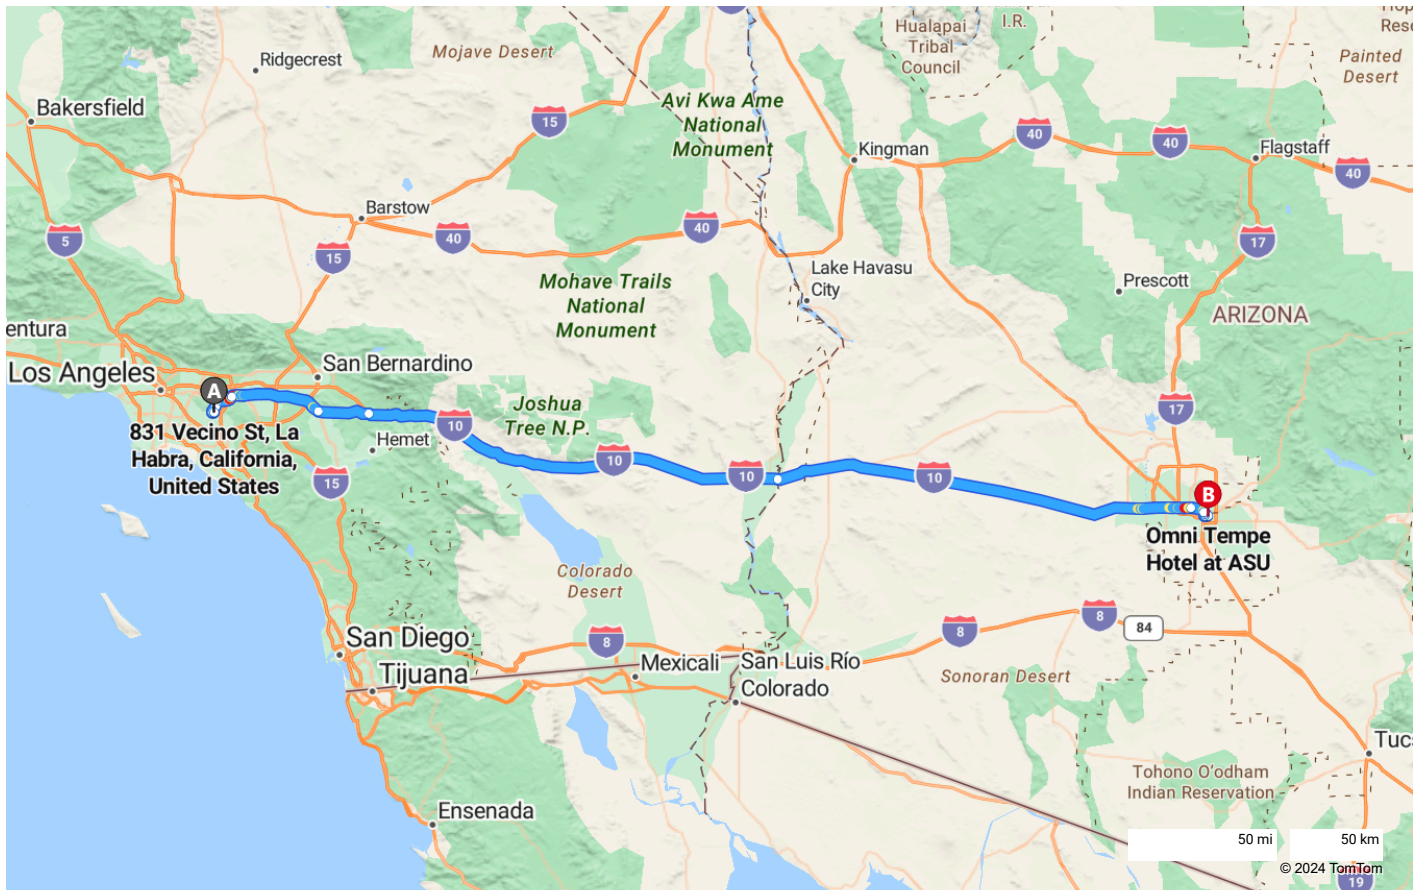 Hualapai
Tribal
Council
I.R.
Painted
Desert
Mojave Desert
Ridgecrest
Bakersfield
Avi Kwa Ame
National
Monument
15
Kingman
40
40
Flagstaff
40
Barstow
5
15
40
40
17
Mohave Trails
National
Monument
Lake Havasu
City
Prescott
ARIZONA
entura
Los Angeles
San Bernardino
A
831 Vecino St, La
Habra, California,
United States
Hemet
15
10
Joshua
Tree N.P.
10
10
10
17
B
Omni Tempe
Hotel at ASU
Colorado
Desert
San Diego
Tijuana
8
Mexicali
San Luis Río
Colorado
8
8
84
Sonoran Desert
Tuc
Tohono O'odham
Indian Reservation
Ensenada
50 mi
50 km
© 2024 TomTom
19